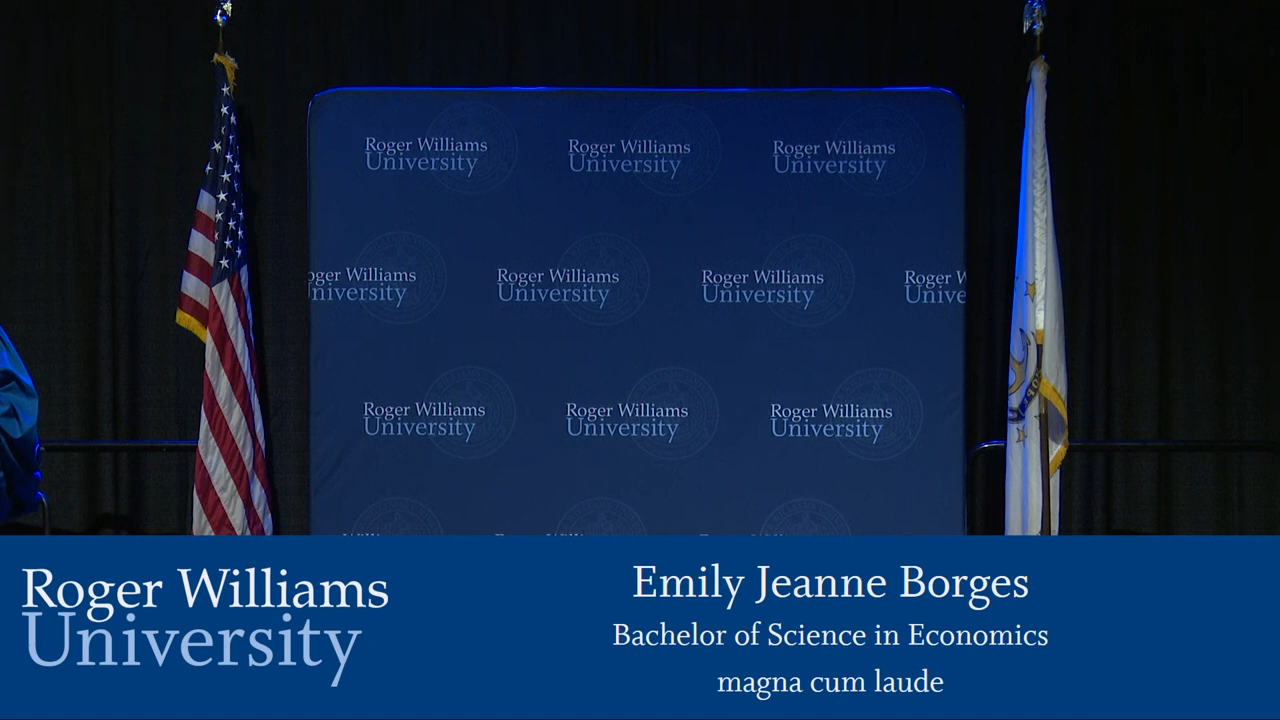 Roger Williams
University
Roger Williams
University
Roger Williams
University
oger Williams
University
Roger Williams
University
Roger Williams
University
Roger W
Unive
Roger Williams
University
Roger Williams
University
Roger Williams
University
Roger Williams
University
Emily Jeanne Borges
Bachelor of Science in Economics
magna cum laude